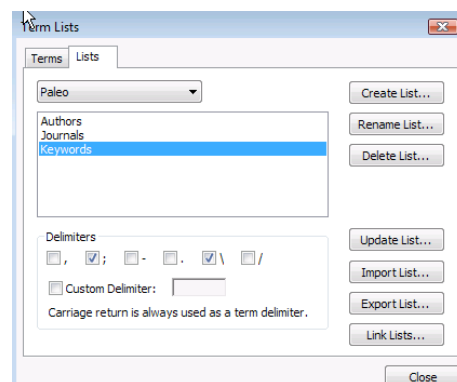 Term Lists
Terms Lists
Paleo
Create List...
Authors
Rename List...
Journals
Keywords
Delete List...
Delimiters
, ; - . \ /
Update List...
Custom Delimiter:
Import List...
Carriage return is always used as a term delimiter.
Export List...
Link Lists...
Close